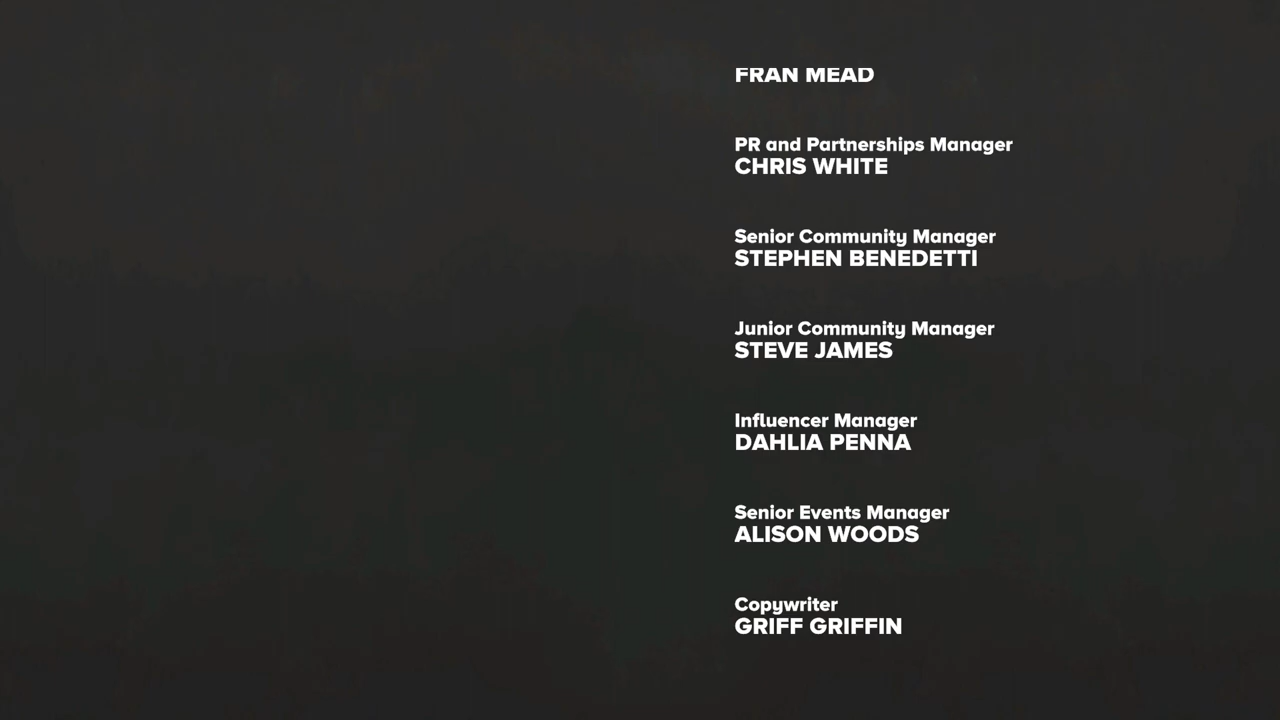 FRAN MEAD
PR and Partnerships Manager
CHRIS WHITE
Senior Community Manager
STEPHEN BENEDETTI
Junior Community Manager
STEVE JAMES
Influencer Manager
DAHLIA PENNA
Senior Events Manager
ALISON WOODS
Copywriter
GRIFF GRIFFIN